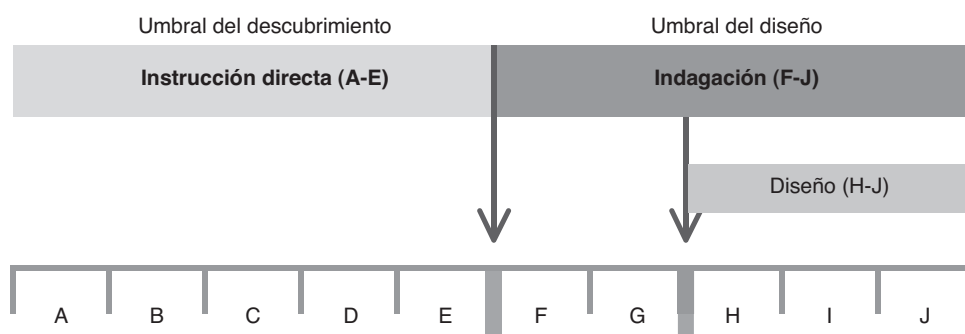 Umbral del descubrimiento
Umbral del diseño
Instrucción directa (A-E)
Indagación (F-J)
Diseño (H-J)
A B C D E F G H I J